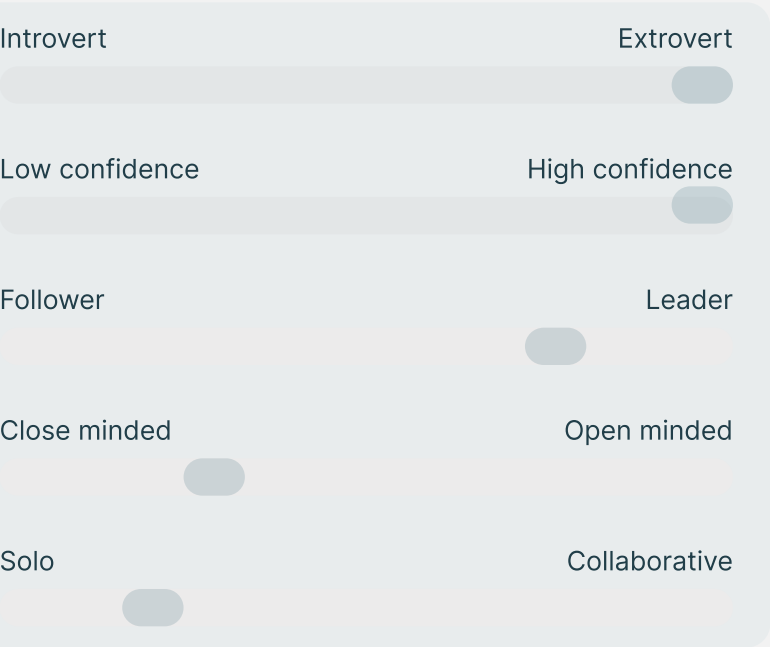 Introvert Extrovert
Low confidence High confidence
Follower Leader
Close minded Open minded
Solo Collaborative